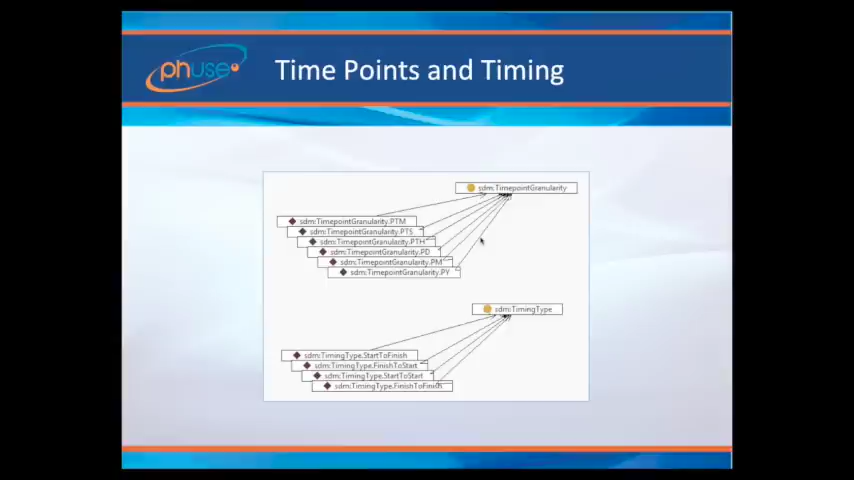 phuse
Time Points and Timing
sdm:TimepointGranularity
sdm:TimepointGranularity.PTM
sdm:TimepointGranularity.PTS
sdm:TimepointGranularity.PTH
sdm:TimepointGranularity.PD
sdm:TimepointGranularity.PM
sdm:TimepointGranularity.PY
sdm:TimingType
sdm:TimingType.StartToFinish
sdm:TimingType.FinishToStart
sdm:TimingType.StartToStart
sdm:TimingType.FinishToFinish